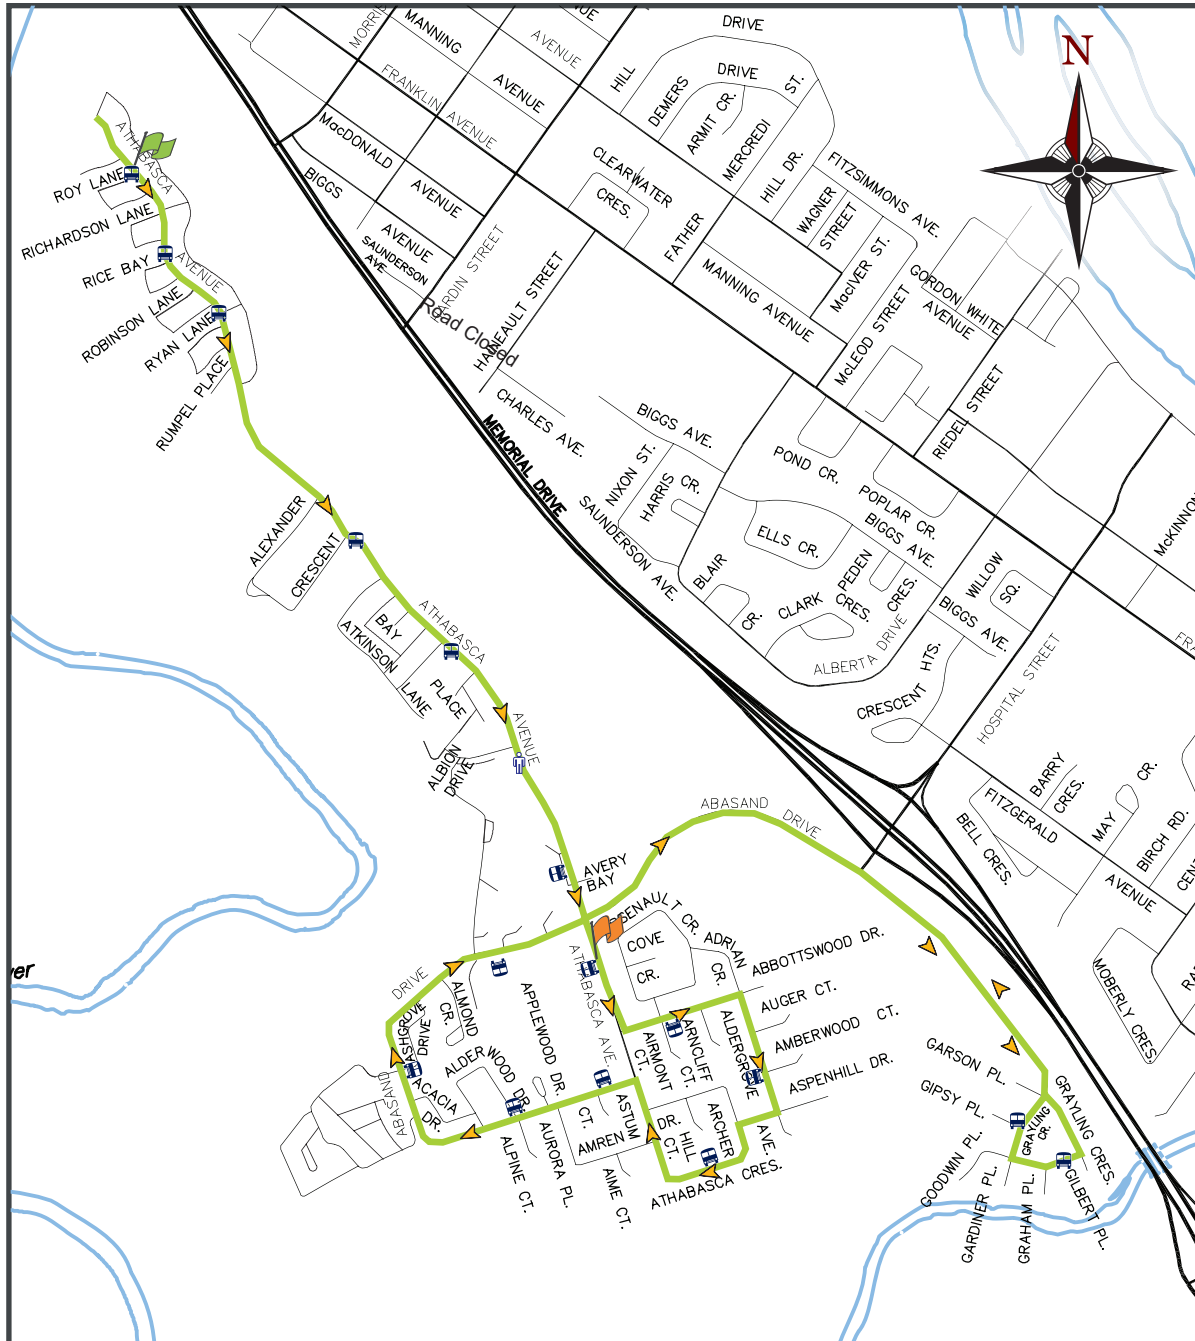 MORRIS
MANNING
AVENUE
AVENUE
FRANKLIN
AVENUE
AVENUE
MacDONALD
AVENUE
BIGGS
AVENUE
SAUNDERSON
AVE
HARDIN STREET
Road Closed
HAINEAULT STREET
CHARLES AVE.
MEMORIAL DRIVE
DRIVE
HILL
DRIVE
ST.
DEMERS
ARMIT CR.
MERCREDI
HILL DR.
CLEARWATER
CRES.
FATHER
FITZSIMMONS AVE.
WAGNER
STREET
MacIVER ST.
MANNING AVENUE
GORDON WHITE
AVENUE
McLEOD STREET
RIEDEL STREET
N
ATHABASCA
AVENUE
ROY LANE
RICHARDSON LANE
RICE BAY
ROBINSON LANE
RYAN LANE
RUMPEL PLACE
ALEXANDER
CRESCENT
ATHABASCA
AVENUE
BAY
ATKINSON
LANE
PLACE
ALBION
DRIVE
BIGGS AVE.
NIXON ST.
HARRIS CR.
SAUNDERSON AVE.
POND CR.
POPLAR CR.
BIGGS AVE.
ELLS CR.
PEDEN
CRES.
BLAIR
CR.
CLARK CRES.
ALBERTA DRIVE
WILLOW
SQ.
BIGGS AVE.
CRESCENT HTS.
HOSPITAL STREET
McKINNON
FRA
BARRY
CRES.
FITZGERALD
AVENUE
MAY CR.
BIRCH RD.
CENT
BELL CRES.
MOBERLY CRES.
RA
ABASAND
DRIVE
AVERY
BAY
SENAULT CR.
COVE
CR.
ADRIAN
CR.
ABBOTTSWOOD DR.
AUGER CT.
AMBERWOOD CT.
ASPENHILL DR.
ver
DRIVE
ABASAND
ASHGROVE
DRIVE
ALMOND
CR.
ACACIA
DR.
ALDER WOOD DR.
APPLEWOOD DR.
ATHABASCA AVE.
AIRMONT
CT.
ARNCLIFF
CT.
ALDERGROVE
AVE.
ALPINE CT.
AURORA PL.
CT.
AMREN
ASTUM
AIME CT.
DR.
CT.
HILL
ARCHER
ATHABASCA CRES.
GARSON PL.
GIPSY PL.
GRAYLING
CR.
GRAYLING CRES.
GOODWIN PL.
GARDINER PL.
GRAHAM PL.
GILBERT PL.